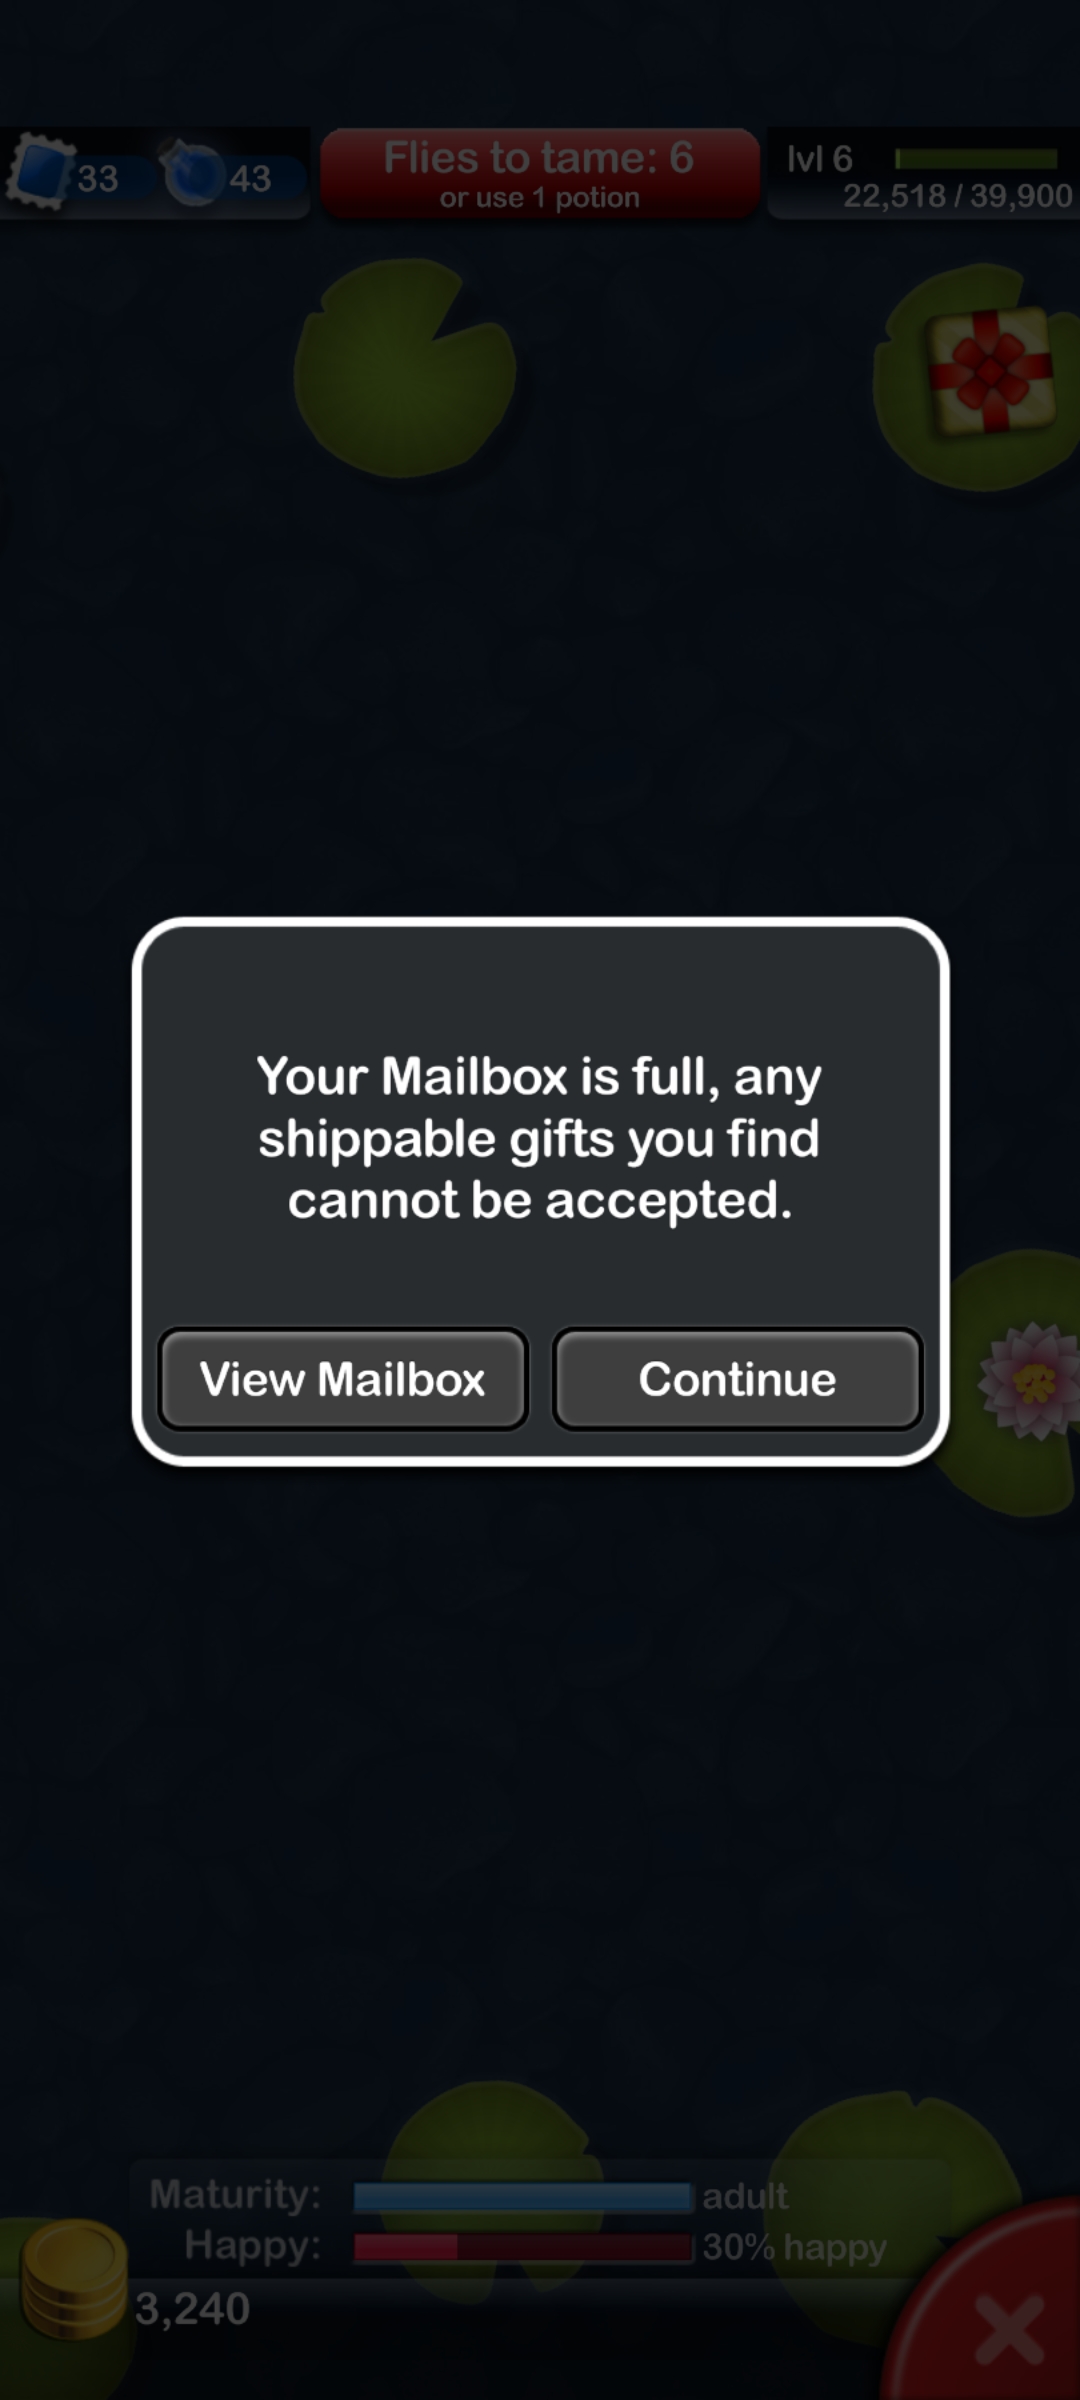 33
43
Flies to tame: 6
or use 1 potion
lvl 6
22,518 / 39,900
Your Mailbox is full, any
shippable gifts you find
cannot be accepted.
View Mailbox
Continue
Maturity:
adult
Happy:
30% happy
3,240